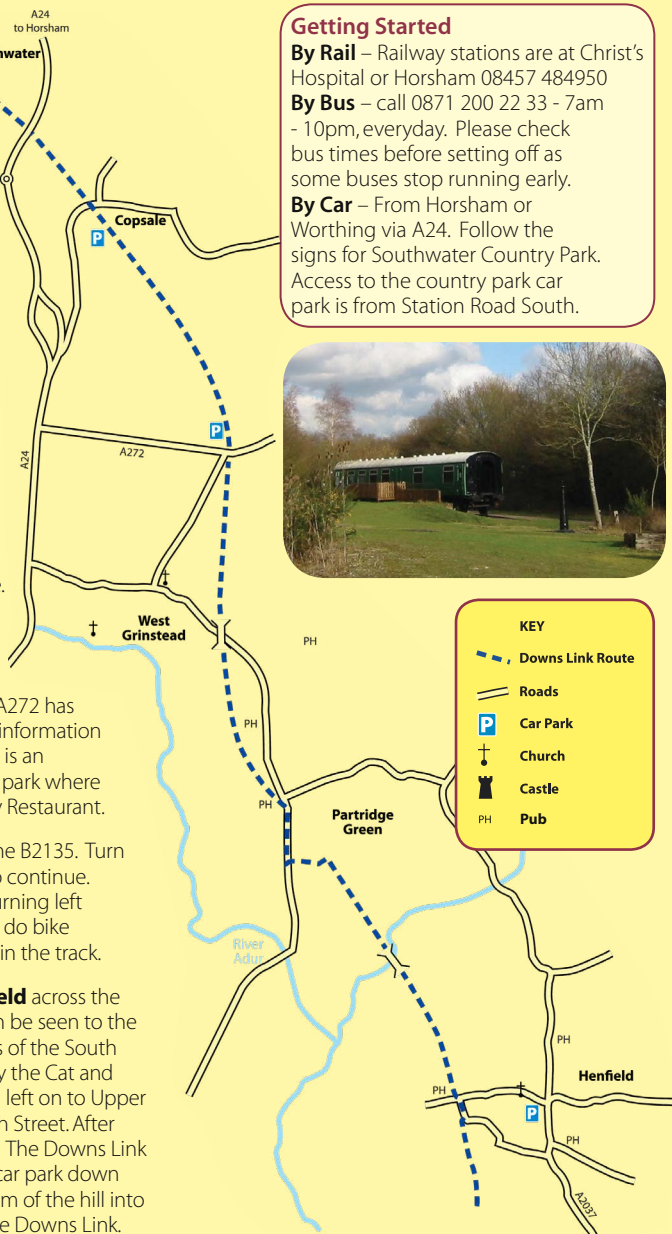 A24
to Horsham
hwater
Getting Started
By Rail – Railway stations are at Christ's
Hospital or Horsham 08457 484950
By Bus – call 0871 200 22 33 - 7am
- 10pm, everyday. Please check
bus times before setting off as
some buses stop running early.
By Car – From Horsham or
Worthing via A24. Follow the
signs for Southwater Country Park.
Access to the country park car
park is from Station Road South.
Copsale
P
P
A272
A24
West
Grinstead
PH
PH
PH
Partridge
Green
River
Adur
KEY
Downs Link Route
Roads
P Car Park
Church
Castle
PH Pub
A272 has
information
is an
park where
y Restaurant.
he B2135. Turn
o continue.
urning left
do bike
in the track.
eld across the
n be seen to the
s of the South
y the Cat and
left on to Upper
n Street. After
The Downs Link
car park down
m of the hill into
e Downs Link.
PH
PH
Henfield
P
PH
A2037